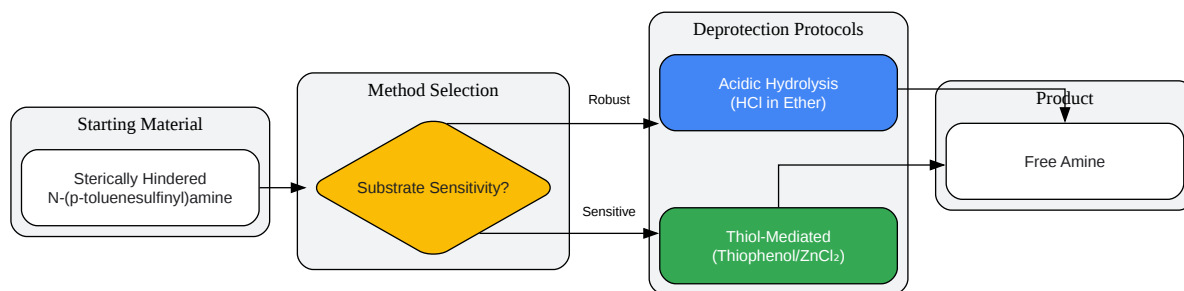 Starting Material
Sterically Hindered
N-(p-toluenesulfinyl)amine
Method Selection
Substrate Sensitivity?
Robust
Sensitive
Deprotection Protocols
Acidic Hydrolysis
(HCl in Ether)
Thiol-Mediated
(Thiophenol/ZnCl₂)
Product
Free Amine